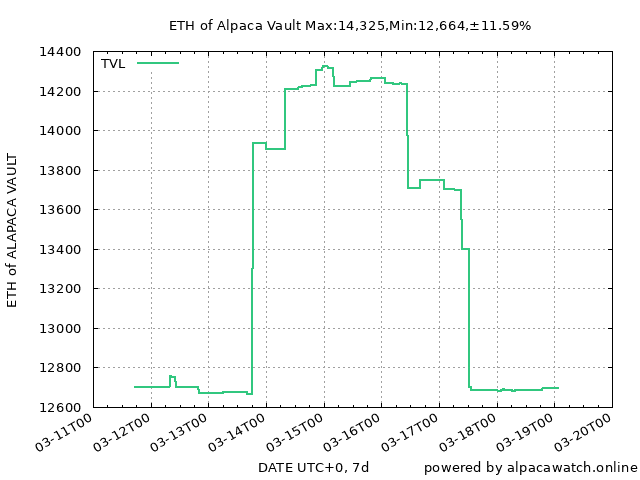 ETH of Alpaca Vault Max:14,325,Min:12,664,±11.59%
TVL
14400
14200
14000
13800
13600
13400
13200
13000
12800
12600
ETH of ALAPACA VAULT
03-11T00
03-12T00
03-13T00
03-14T00
03-15T00
03-16T00
03-17T00
03-18T00
03-19T00
03-20T00
DATE UTC+0, 7d
powered by alpacawatch.online